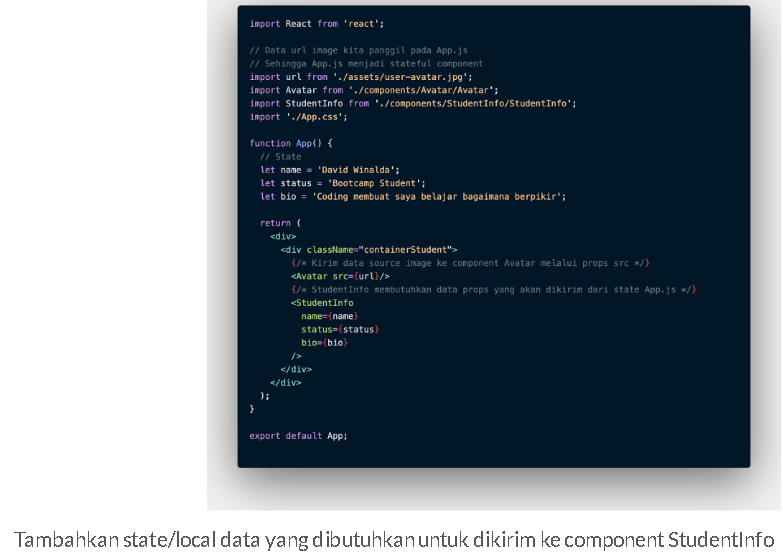 import React from 'react';
// Data url image kita panggil pada App.js
// Sehingga App.js menjadi stateful component
import url from './assets/user-avatar.jpg';
import Avatar from './components/Avatar/Avatar';
import StudentInfo from './components/StudentInfo/StudentInfo';
import './App.css';
function App() {
// State
let name = 'David Winalda';
let status = 'Bootcamp Student';
let bio = 'Coding membuat saya belajar bagaimana berpikir';
return (
<div>
<div className="containerStudent">
{/* Kirim data source image ke component Avatar melalui props src */}
<Avatar src={url}/>
{/* StudentInfo membutuhkan data props yang akan dikirim dari state App.js */}
<StudentInfo
name={name}
status={status}
bio={bio}
/>
</div>
</div>
);
}
export default App;
Tambahkan state/local data yang dibutuhkan untuk dikirim ke component StudentInfo